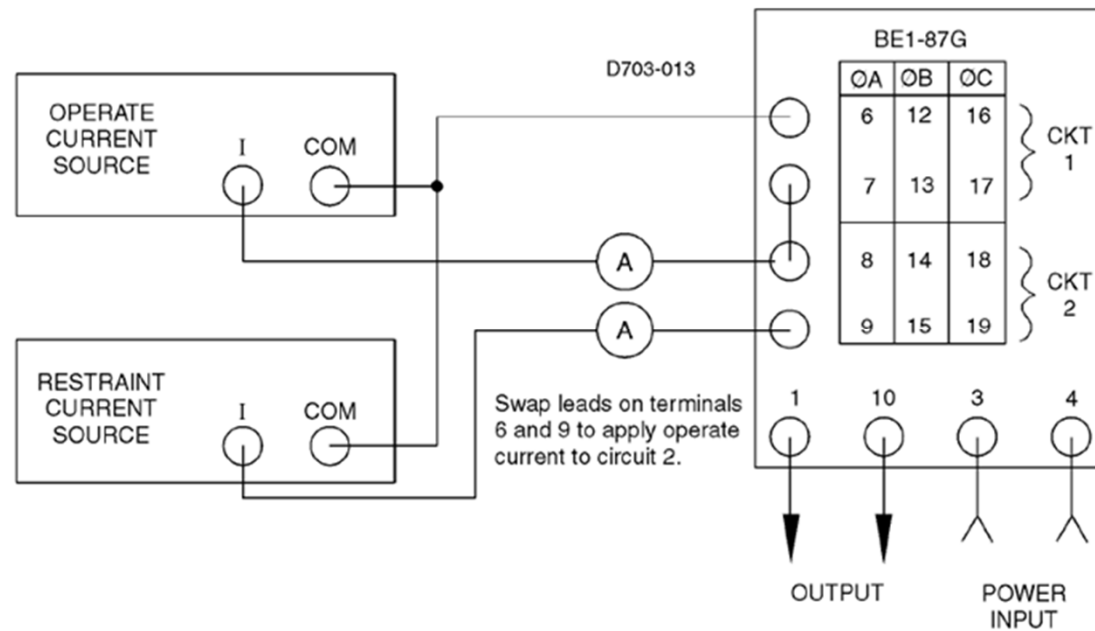 BE1-87G
D703-013
ØA ØB ØC
6 12 16
7 13 17
CKT
1
8 14 18
9 15 19
CKT
2
OPERATE
CURRENT
SOURCE
I
COM
A
A
RESTRAINT
CURRENT
SOURCE
I
COM
Swap leads on terminals
6 and 9 to apply operate
current to circuit 2.
1 10 3 4
OUTPUT
POWER
INPUT